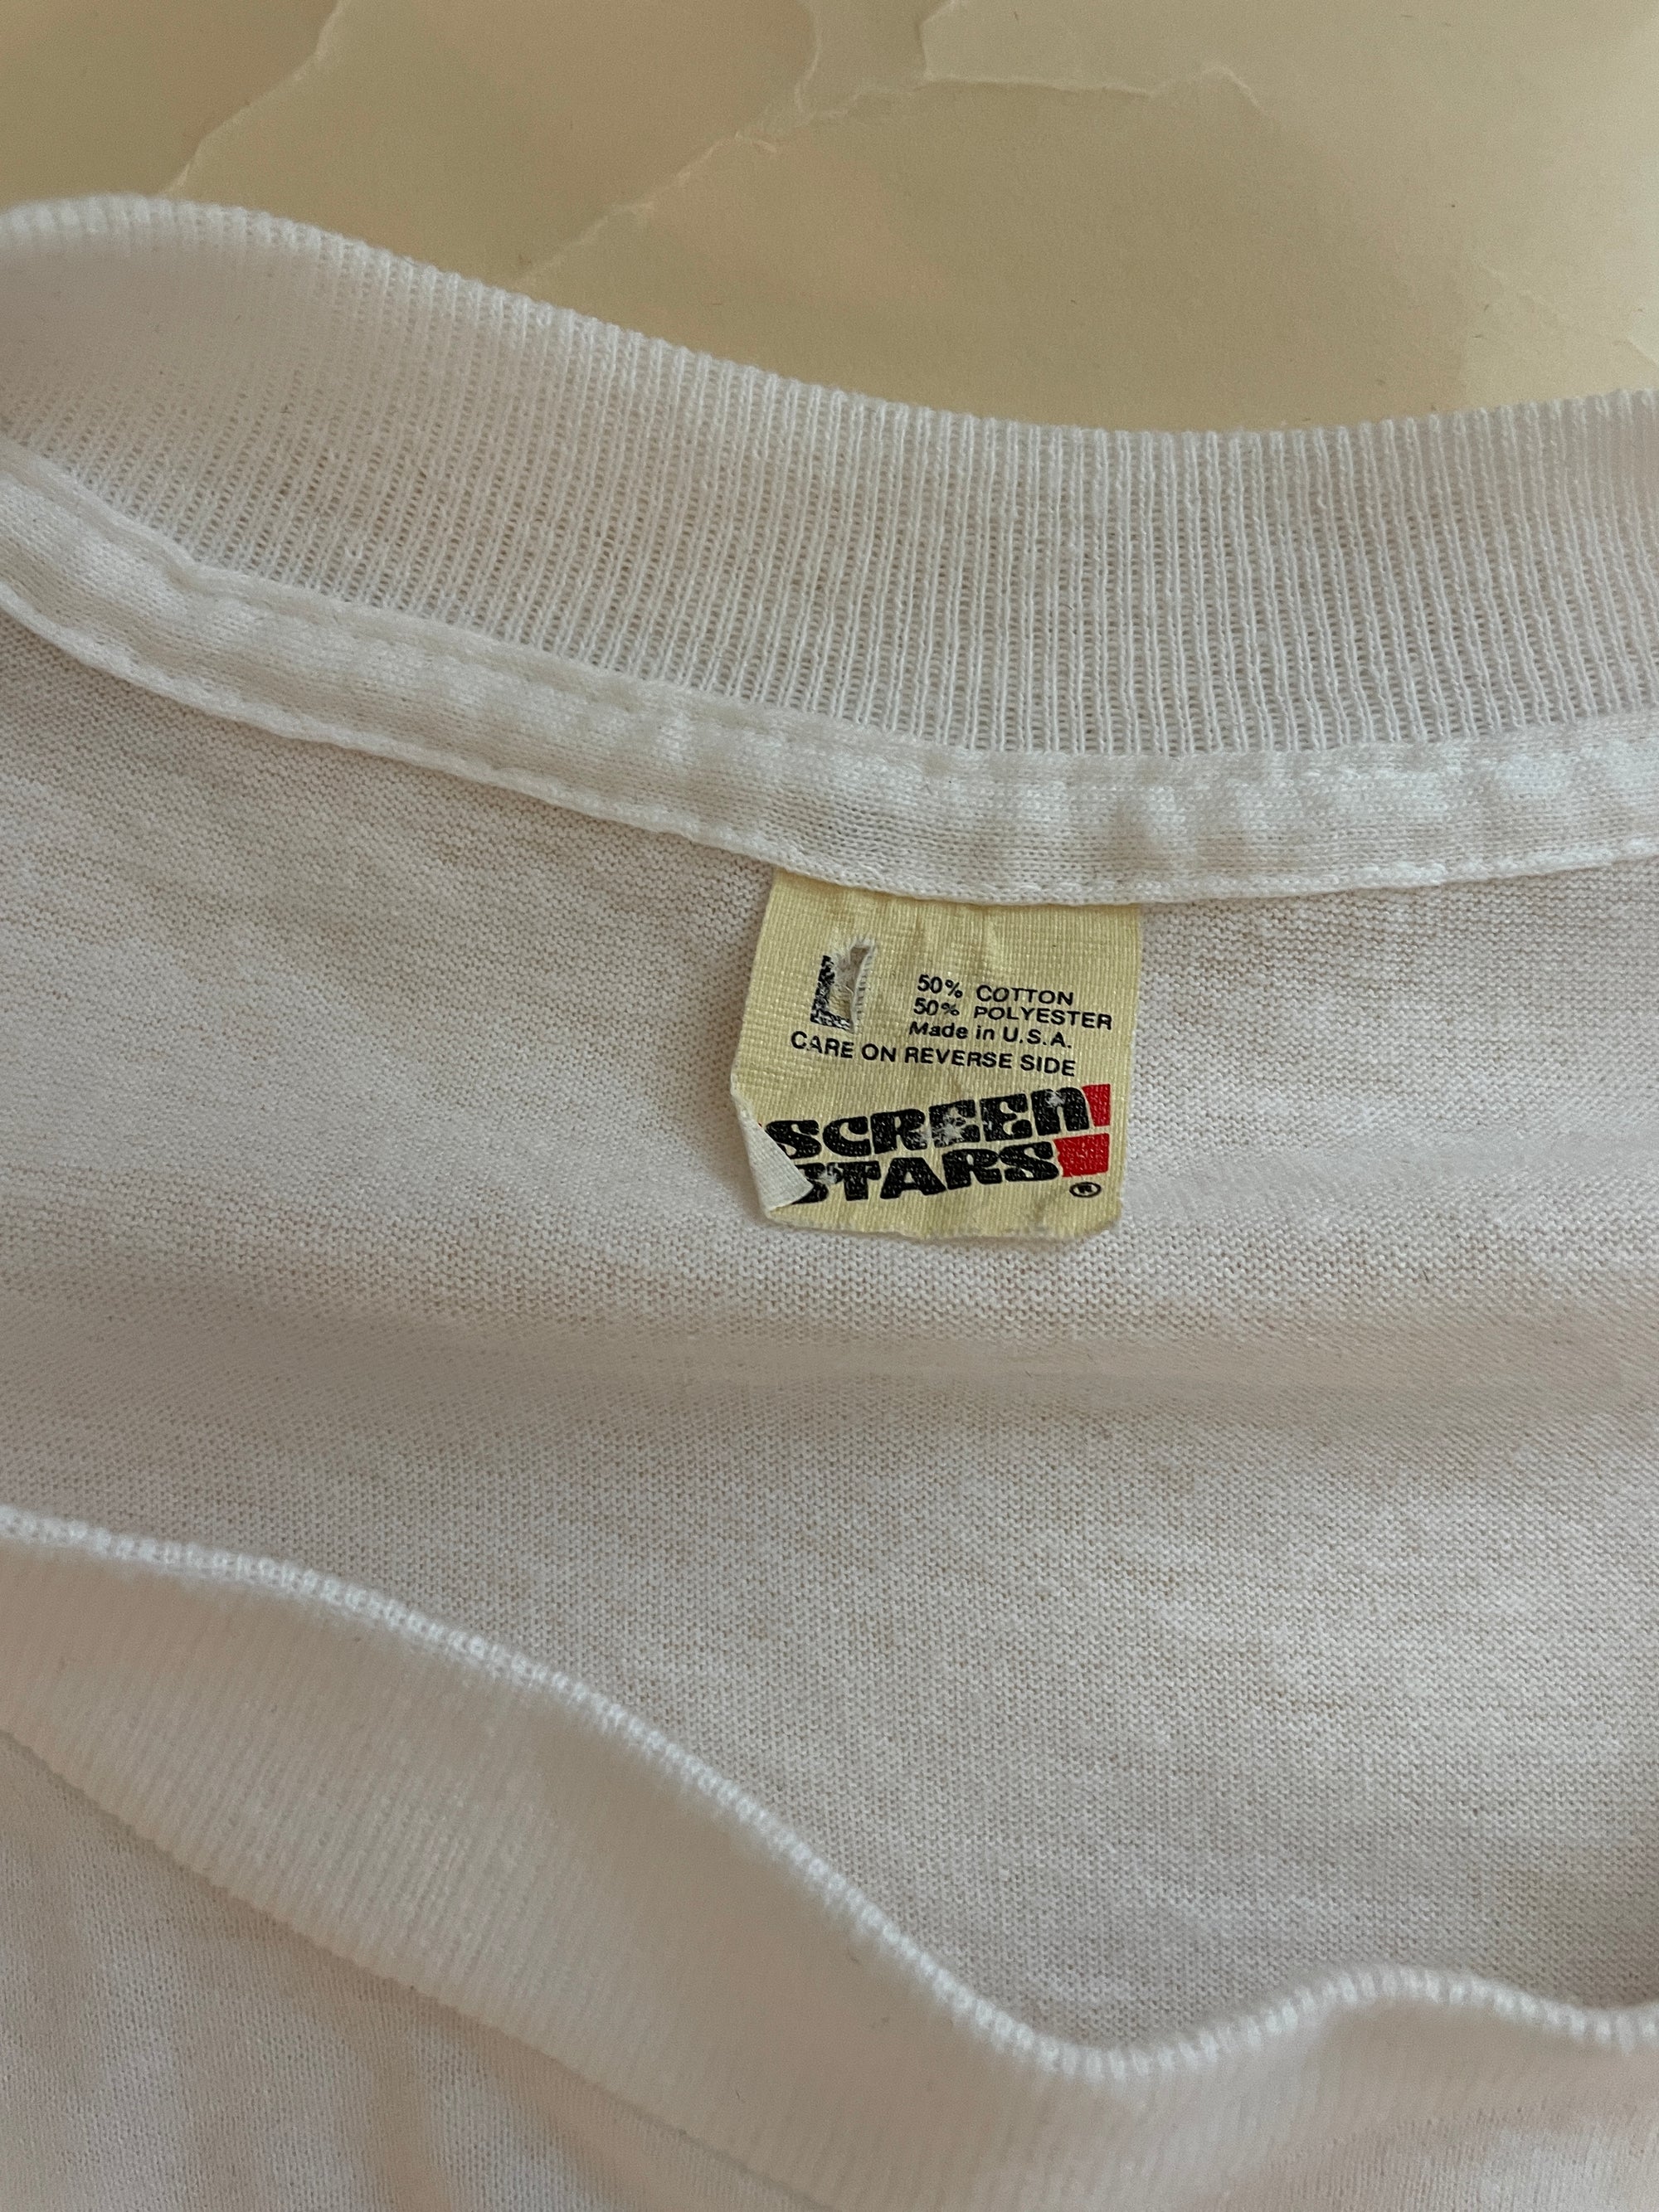 L
50% COTTON
50% POLYESTER
Made in U.S.A.
CARE ON REVERSE SIDE
SCREEN
STARS
®